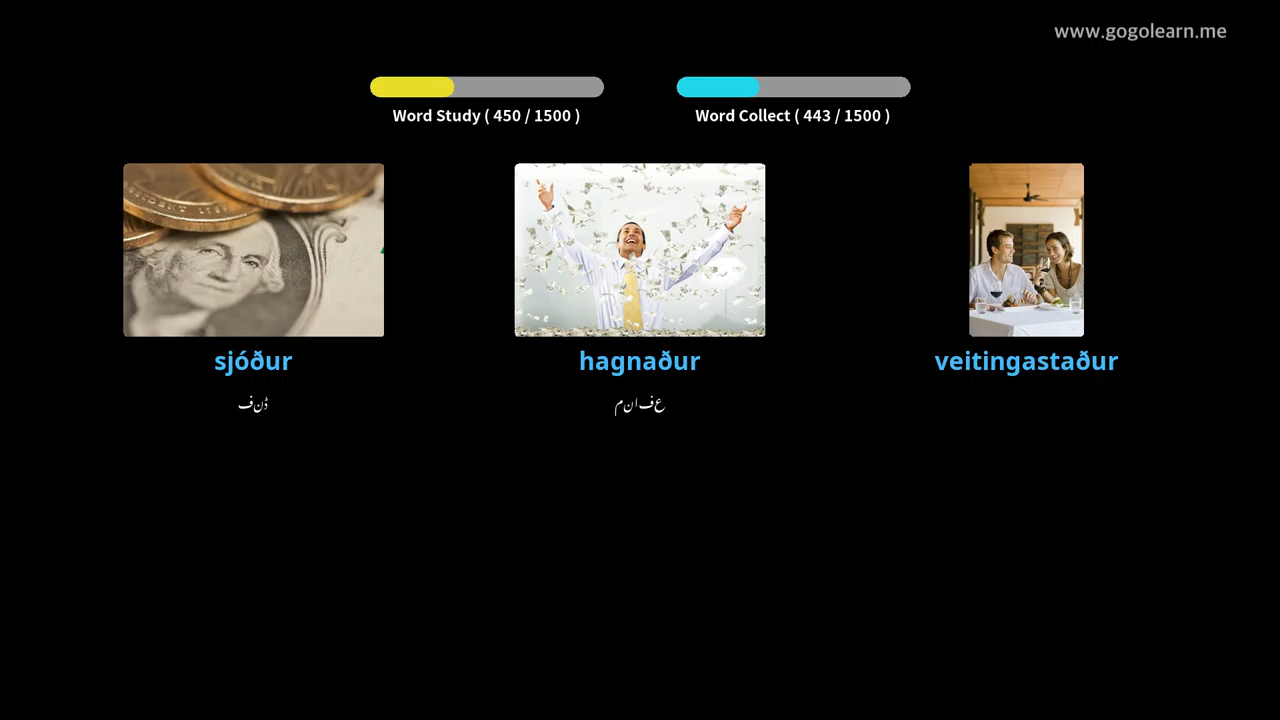 www.gogolearn.me
Word Study ( 450 / 1500 )
Word Collect ( 443 / 1500 )
sjóður
hagnaður
veitingastaður
فنڈ
منافع